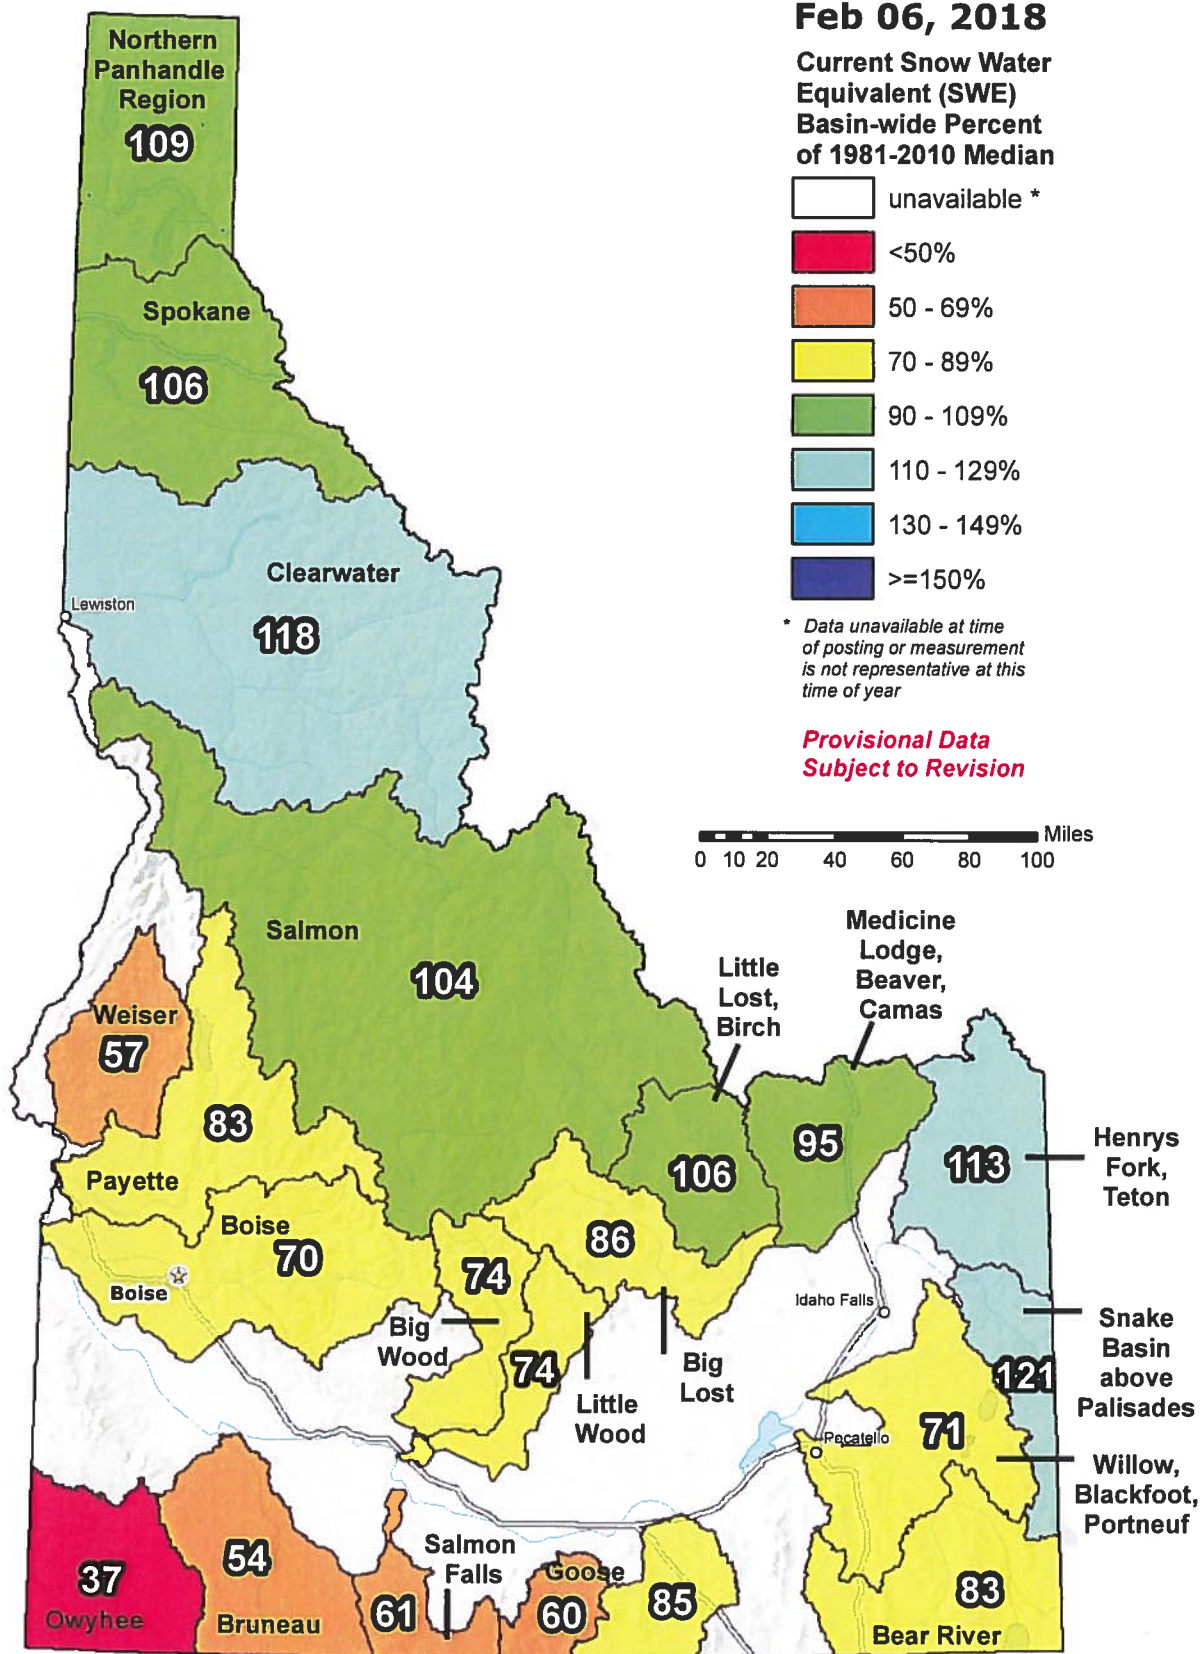 Feb 06, 2018
Current Snow Water
Equivalent (SWE)
Basin-wide Percent
of 1981-2010 Median
unavailable *
<50%
50 - 69%
70 - 89%
90 - 109%
110 - 129%
130 - 149%
>=150%
* Data unavailable at time
of posting or measurement
is not representative at this
time of year
Provisional Data
Subject to Revision
Miles
0 10 20 40 60 80 100
Northern
Panhandle
Region
109
Spokane
106
Clearwater
118
Lewiston
Salmon
104
Medicine
Lodge,
Beaver,
Camas
95
Little
Lost,
Birch
106
Weiser
57
83
Payette
Boise
70
Boise
86
Big
Lost
74
Big
Wood
74
Little
Wood
113
Henrys
Fork,
Teton
Idaho Falls
121
Snake
Basin
above
Palisades
71
Pocatello
Willow,
Blackfoot,
Portneuf
37
Owyhee
54
Bruneau
61
Salmon
Falls
Goose
60
85
83
Bear River